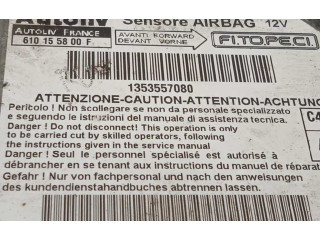 Autoliv
Sensore AIRBAG 12V
AUTOLIV FRANCE
610 15 58 00 F
AVANTI FORWARD
DEVANT VORNE
F.I.TO.PE.C.I.
1353557080
ATTENZIONE-CAUTION-ATTENTION-ACHTUNG
Pericolo ! Non scollegare se non da personale specializzato
e seguendo le istruzioni del manuale di assistenza tecnica.
Danger ! Do not disconnect! This operation is only
to be carried out by skilled operators, following
the instructions given in the service manual
Danger ! Seul le personnel spécialisé est autorisé à
débrancher en se tenant aux instructions du manuel de réparat
Gefahr ! Nur von fachpersonal und nach den anweisungen
des kundendienstahdbuches abtrennen lassen.
C4